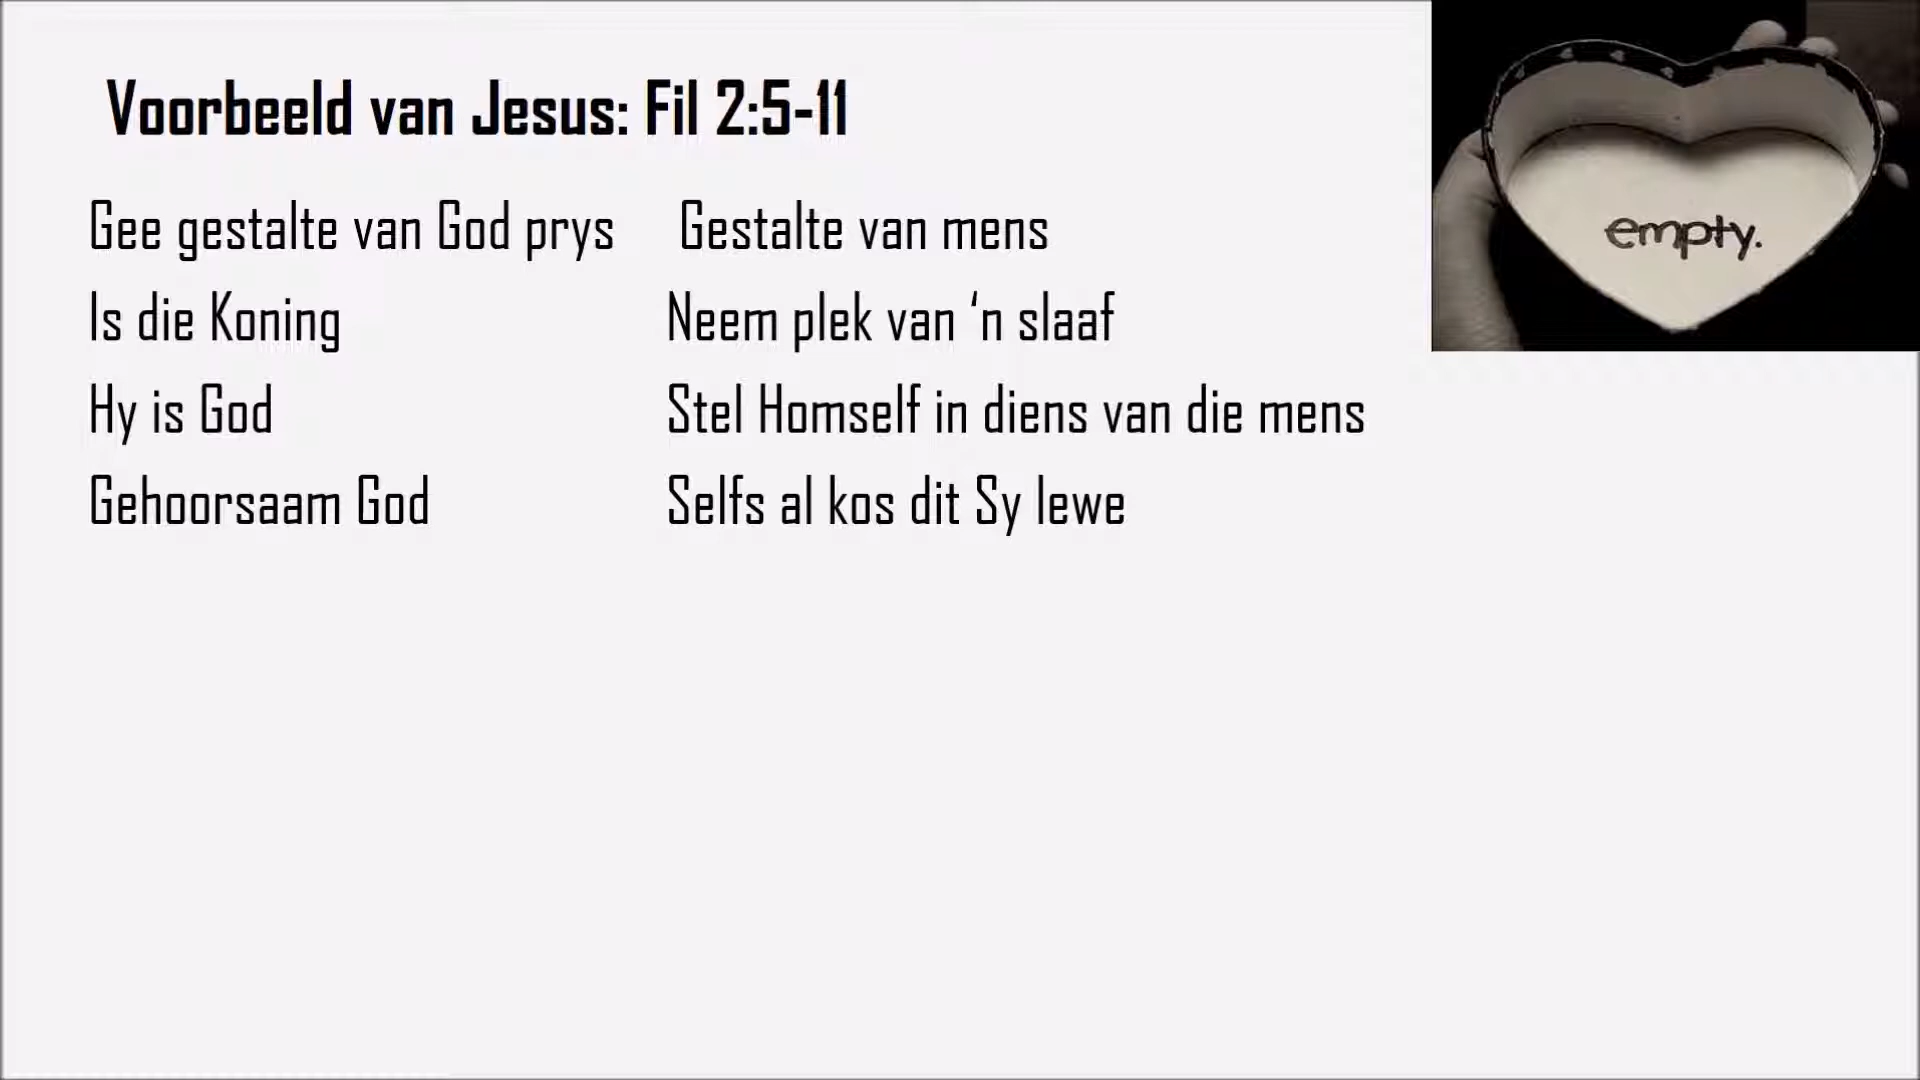 Voorbeeld van Jesus: Fil 2:5-11
Gee gestalte van God prys Gestalte van mens
Is die Koning Neem plek van ‘n slaaf
Hy is God Stel Homself in diens van die mens
Gehoorsaam God Selfs al kos dit Sy lewe
empty.